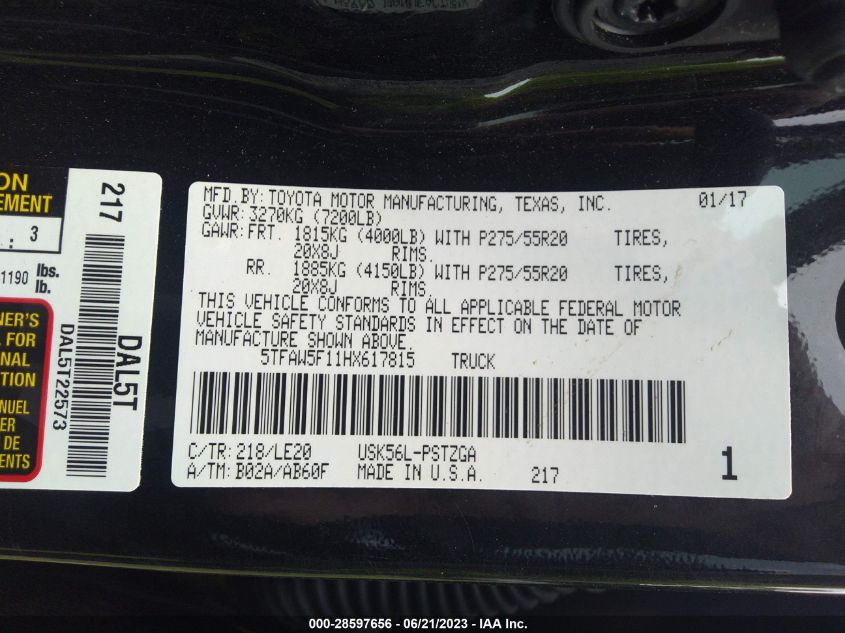 ON
EMENT
: 3
1190 lbs.
lb.
NER'S
FOR
ONAL
TION
ANUEL
ER
DE
ENTS
217
DAL5T
DAL5T22573
MFD.BY:TOYOTA MOTOR MANUFACTURING, TEXAS, INC. 01/17
GVWR:3270KG (7200LB)
GAWR:FRT. 1815KG (4000LB) WITH P275/55R20 TIRES,
20X8J RIMS.
RR. 1885KG (4150LB) WITH P275/55R20 TIRES,
20X8J RIMS.
THIS VEHICLE CONFORMS TO ALL APPLICABLE FEDERAL MOTOR
VEHICLE SAFETY STANDARDS IN EFFECT ON THE DATE OF
MANUFACTURE SHOWN ABOVE.
5TFAW5F11HX617815 TRUCK
C/TR:218/LE20 USK56L-PSTZGA
A/TM:B02A/AB60F MADE IN U.S.A. 217 1
000-28597656 - 06/21/2023 - IAA Inc.